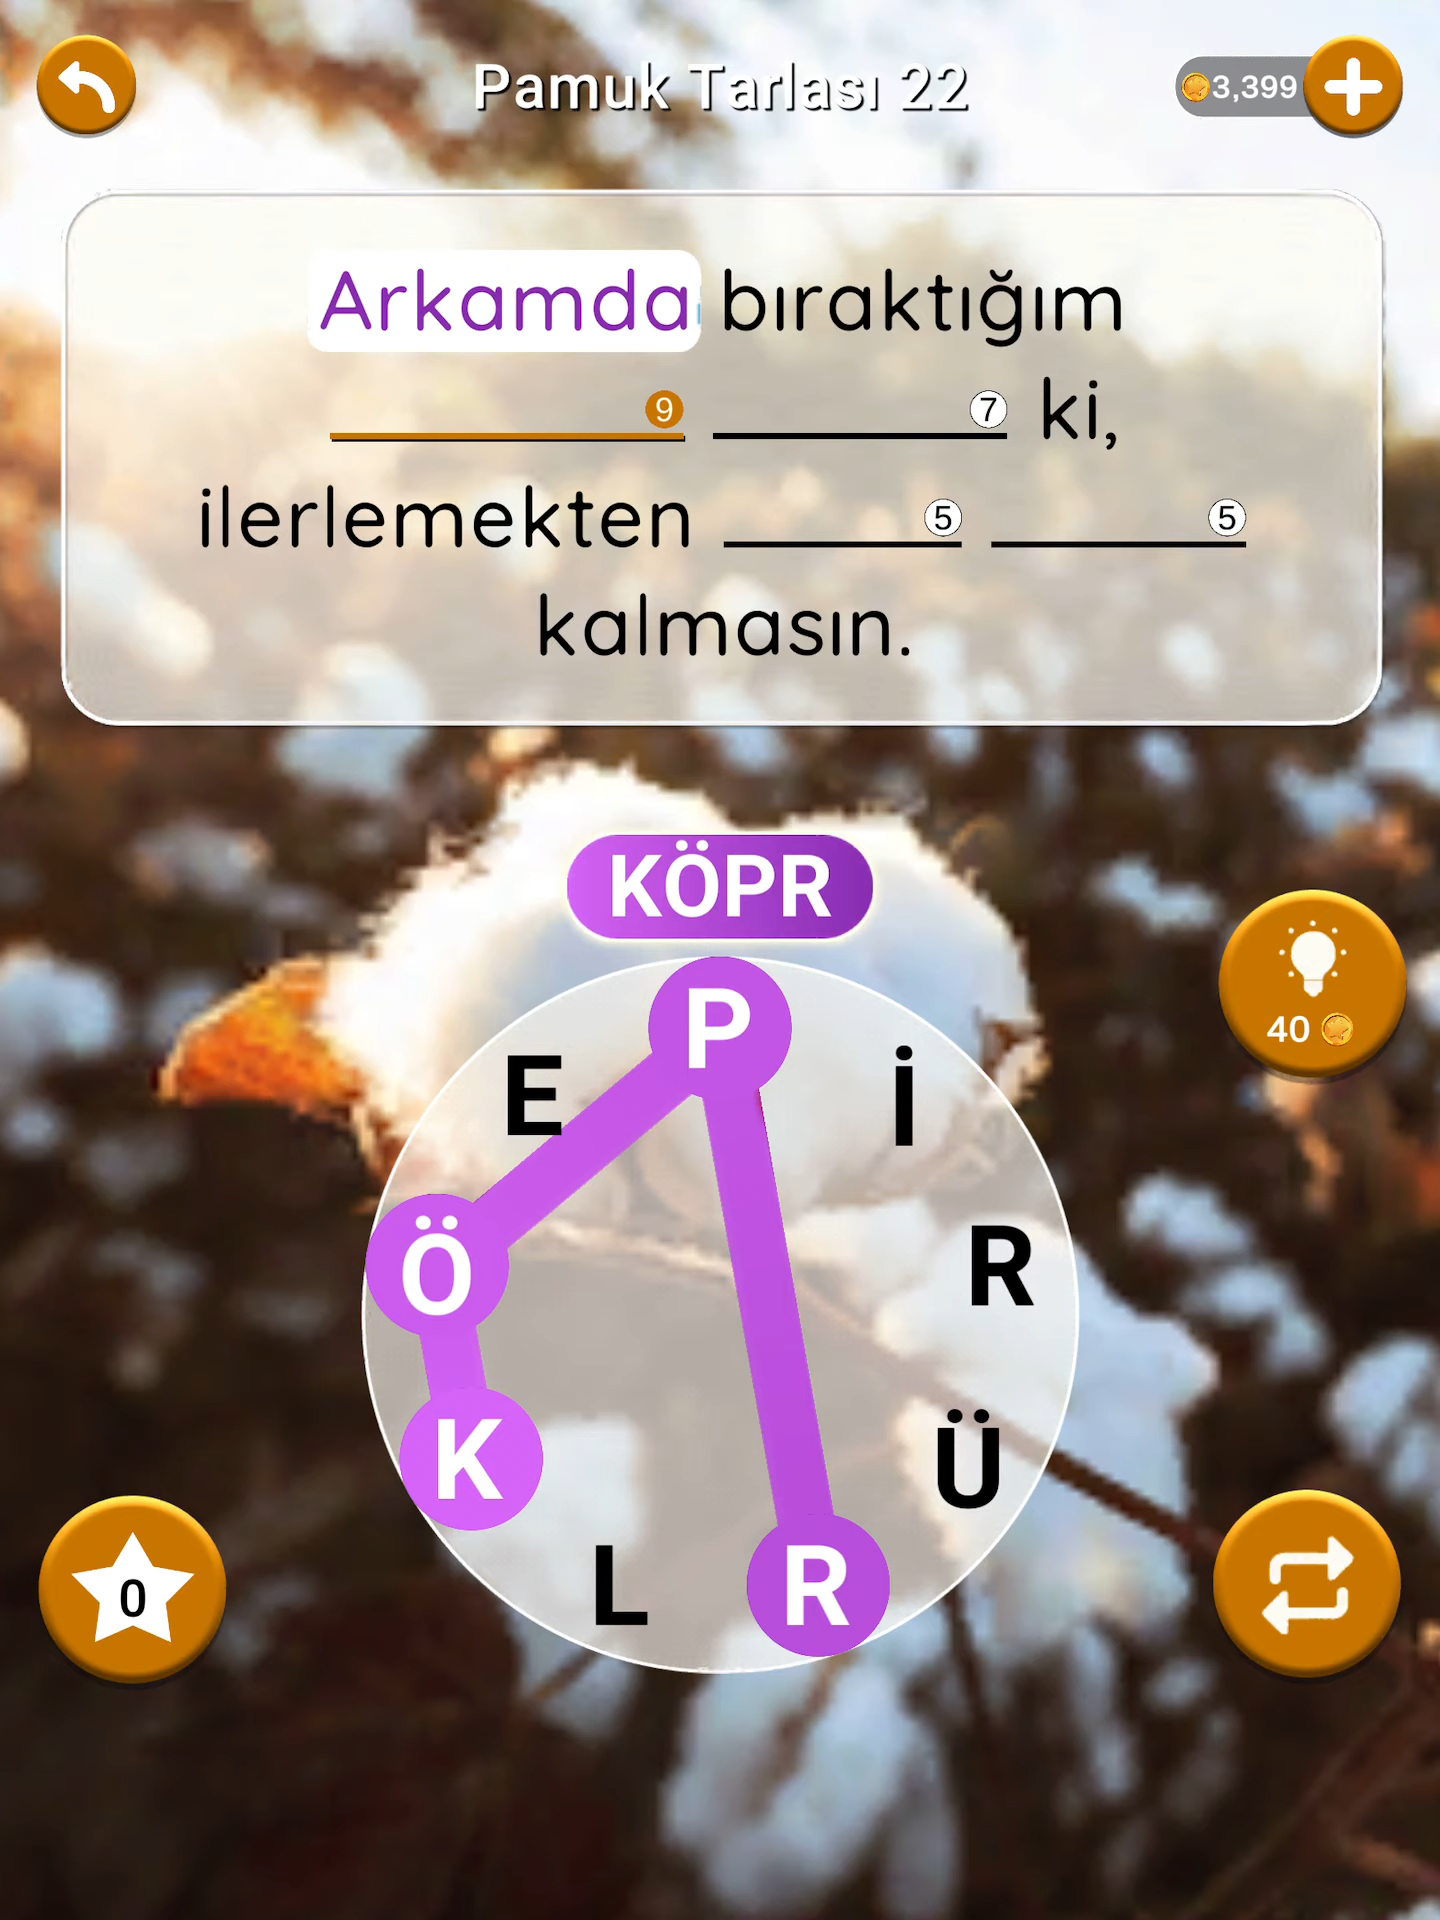 Pamuk Tarlası 22
3,399
Arkamda bıraktığım
9 7 ki,
ilerlemekten 5 5
kalmasın.
KÖPR
P
E
İ
Ö
R
K
Ü
L
R
40
0